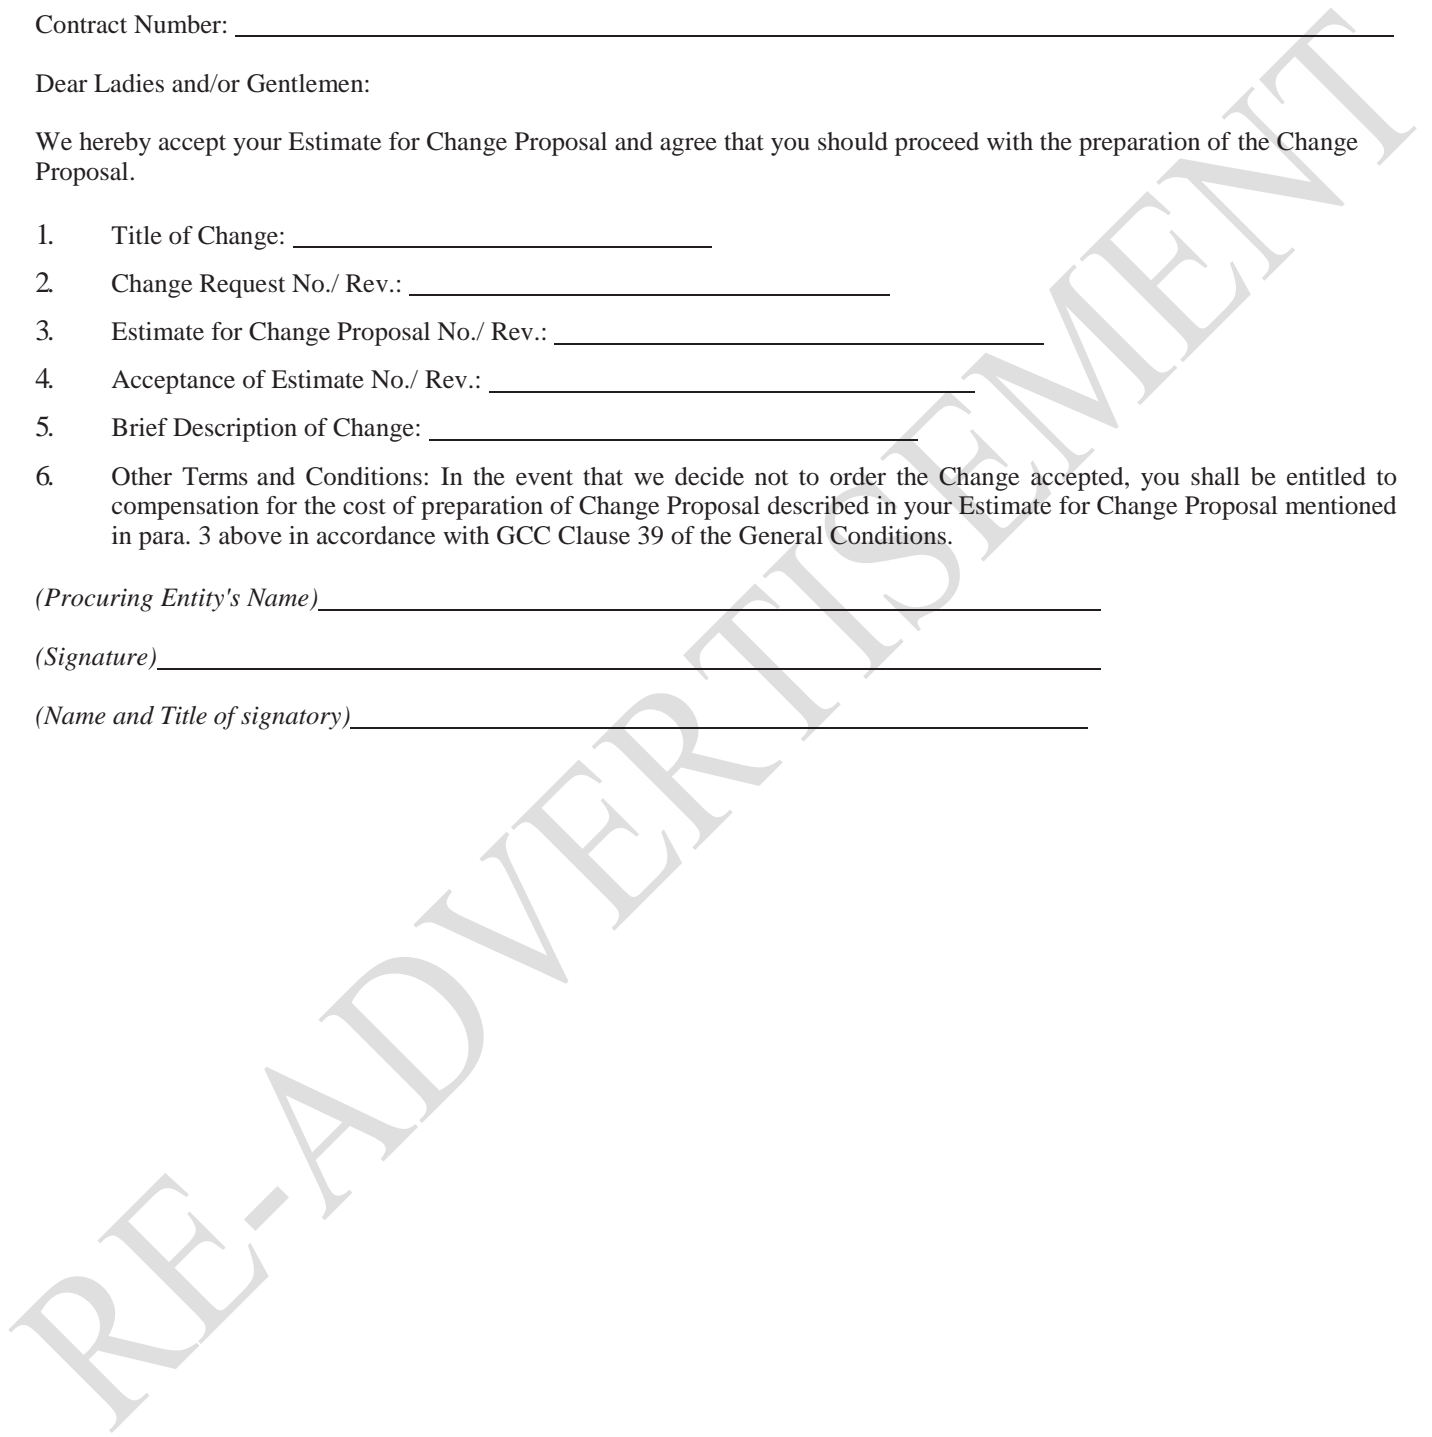 Contract Number:
Dear Ladies and/or Gentlemen:
We hereby accept your Estimate for Change Proposal and agree that you should proceed with the preparation of the Change
Proposal.
1. Title of Change:
2. Change Request No./ Rev.:
3. Estimate for Change Proposal No./ Rev.:
4. Acceptance of Estimate No./ Rev.:
5. Brief Description of Change:
6. Other Terms and Conditions: In the event that we decide not to order the Change accepted, you shall be entitled to
compensation for the cost of preparation of Change Proposal described in your Estimate for Change Proposal mentioned
in para. 3 above in accordance with GCC Clause 39 of the General Conditions.
(Procuring Entity's Name)
(Signature)
(Name and Title of signatory)
RE-ADVERTISEMENT